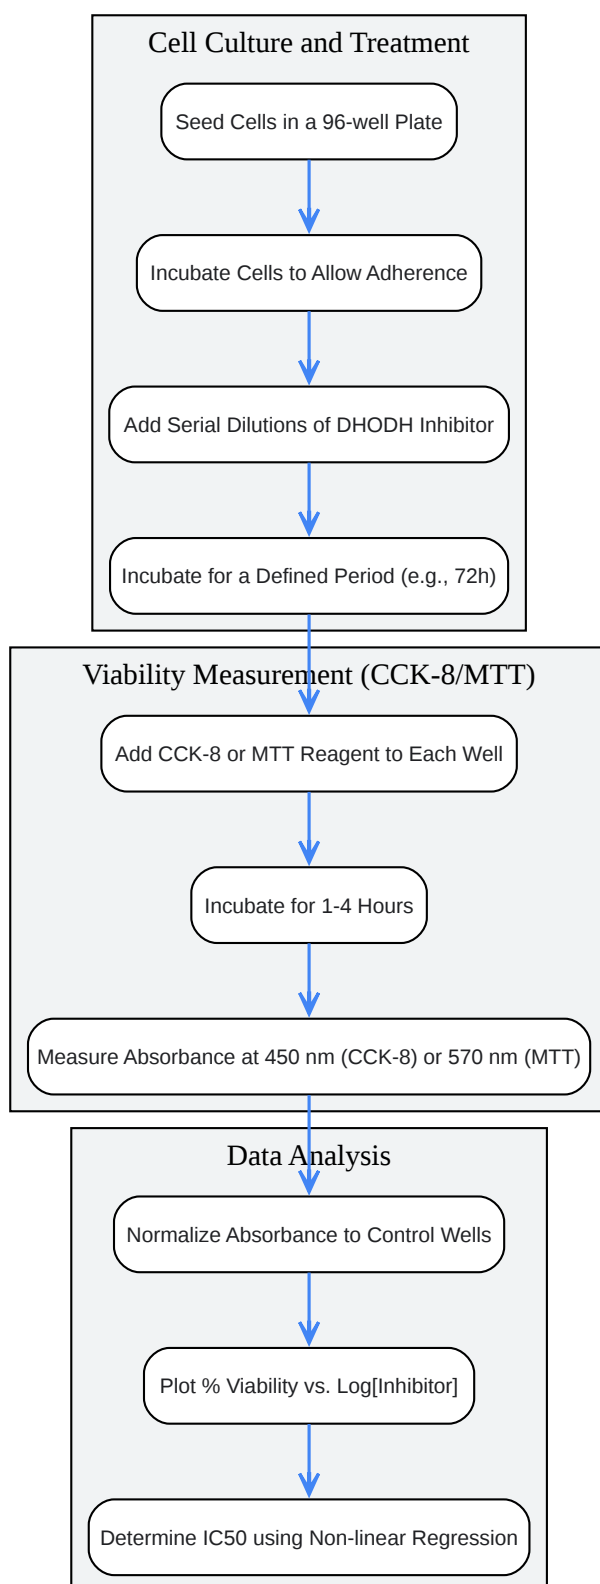 Cell Culture and Treatment
Seed Cells in a 96-well Plate
Incubate Cells to Allow Adherence
Add Serial Dilutions of DHODH Inhibitor
Incubate for a Defined Period (e.g., 72h)
Viability Measurement (CCK-8/MTT)
Add CCK-8 or MTT Reagent to Each Well
Incubate for 1-4 Hours
Measure Absorbance at 450 nm (CCK-8) or 570 nm (MTT)
Data Analysis
Normalize Absorbance to Control Wells
Plot % Viability vs. Log[Inhibitor]
Determine IC50 using Non-linear Regression